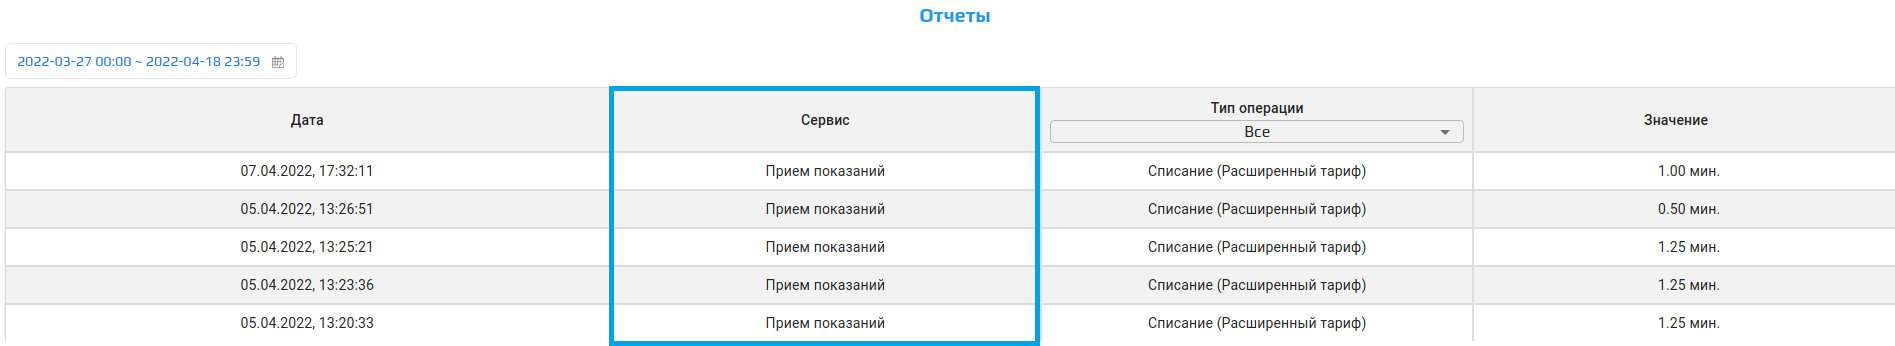 Отчеты
2022-03-27 00:00 ~ 2022-04-18 23:59
Дата Сервис Тип операции Значение
Все
07.04.2022, 17:32:11 Прием показаний Списание (Расширенный тариф) 1.00 мин.
05.04.2022, 13:26:51 Прием показаний Списание (Расширенный тариф) 0.50 мин.
05.04.2022, 13:25:21 Прием показаний Списание (Расширенный тариф) 1.25 мин.
05.04.2022, 13:23:36 Прием показаний Списание (Расширенный тариф) 1.25 мин.
05.04.2022, 13:20:33 Прием показаний Списание (Расширенный тариф) 1.25 мин.